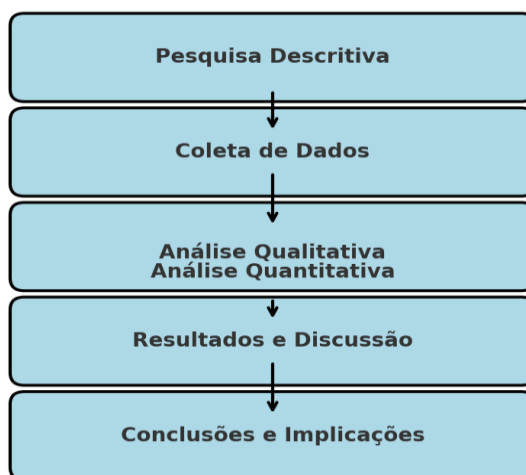 Pesquisa Descritiva
Coleta de Dados
Análise Qualitativa
Análise Quantitativa
Resultados e Discussão
Conclusões e Implicações